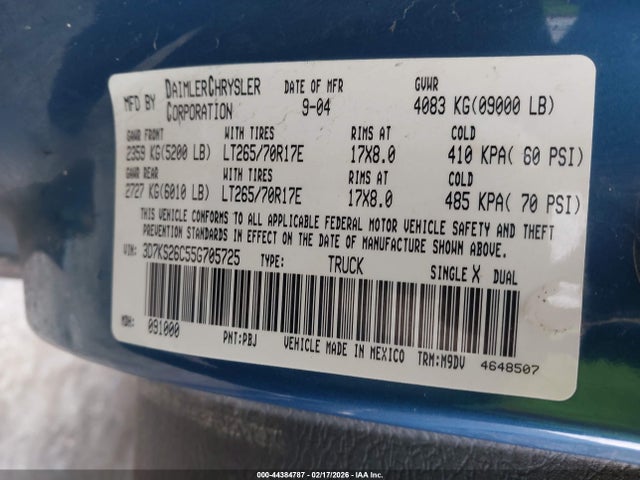 MFD BY DAIMLERCHRYSLER CORPORATION DATE OF MFR 9-04 GVWR 4083 KG(09000 LB)
GAWR FRONT WITH TIRES RIMS AT COLD
2359 KG(5200 LB) LT265/70R17E 17X8.0 410 KPA( 60 PSI)
GAWR REAR WITH TIRES RIMS AT COLD
2727 KG(6010 LB) LT265/70R17E 17X8.0 485 KPA( 70 PSI)
THIS VEHICLE CONFORMS TO ALL APPLICABLE FEDERAL MOTOR VEHICLE SAFETY AND THEFT
PREVENTION STANDARDS IN EFFECT ON THE DATE OF MANUFACTURE SHOWN ABOVE.
VIN: 3D7KS26C55G705725 TYPE: TRUCK SINGLE X DUAL
MDH: 091000 PNT:PBJ VEHICLE MADE IN MEXICO TRM:M9DV 4648507
000-44384787 - 02/17/2026 - IAA Inc.